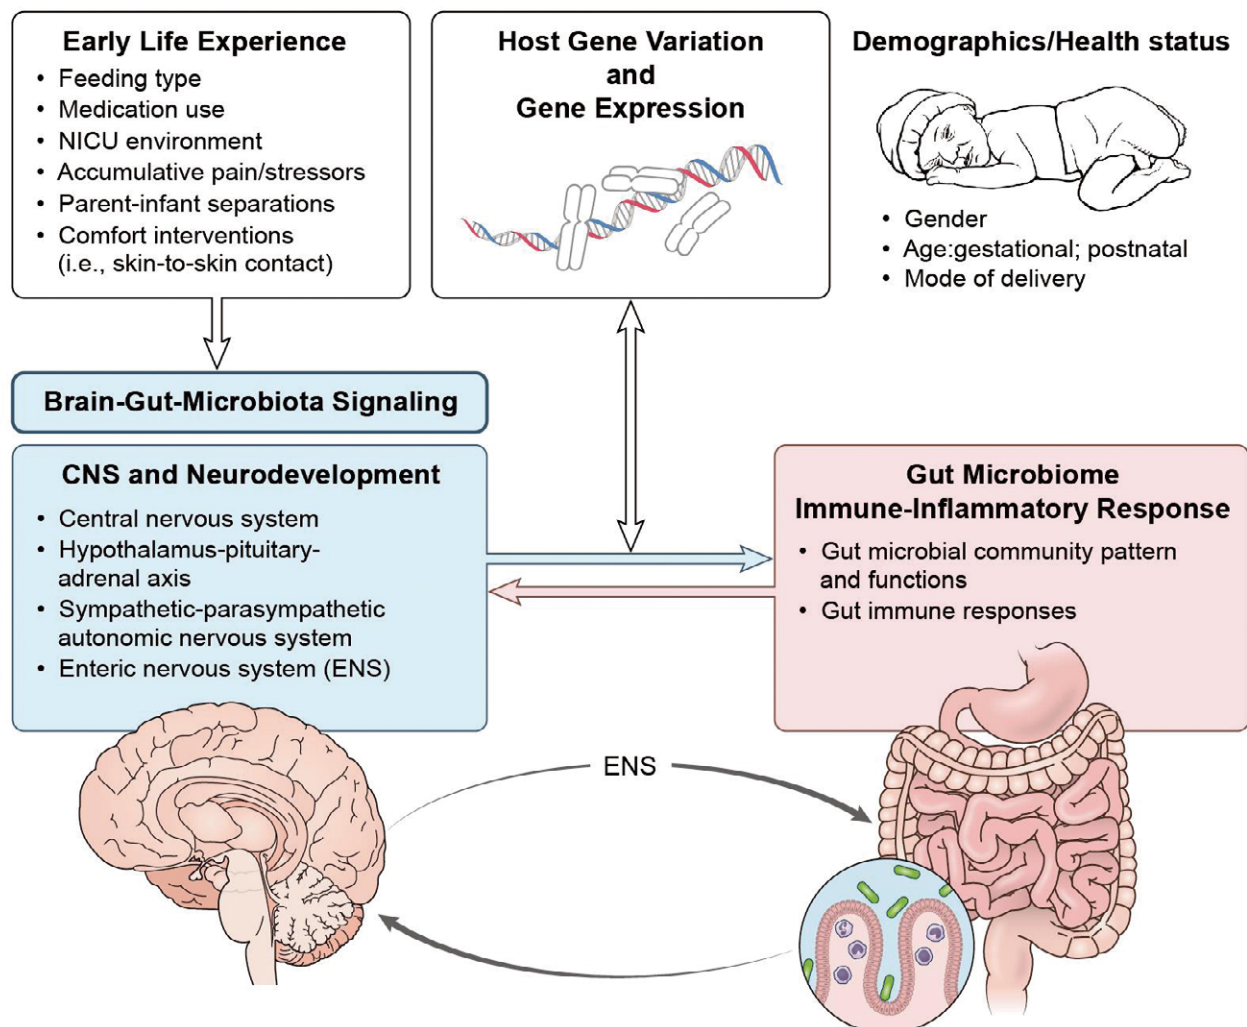 Early Life Experience
• Feeding type
• Medication use
• NICU environment
• Accumulative pain/stressors
• Parent-infant separations
• Comfort interventions
(i.e., skin-to-skin contact)
Host Gene Variation
and
Gene Expression
Demographics/Health status
• Gender
• Age:gestational; postnatal
• Mode of delivery
Brain-Gut-Microbiota Signaling
CNS and Neurodevelopment
• Central nervous system
• Hypothalamus-pituitary-
adrenal axis
• Sympathetic-parasympathetic
autonomic nervous system
• Enteric nervous system (ENS)
Gut Microbiome
Immune-Inflammatory Response
• Gut microbial community pattern
and functions
• Gut immune responses
ENS